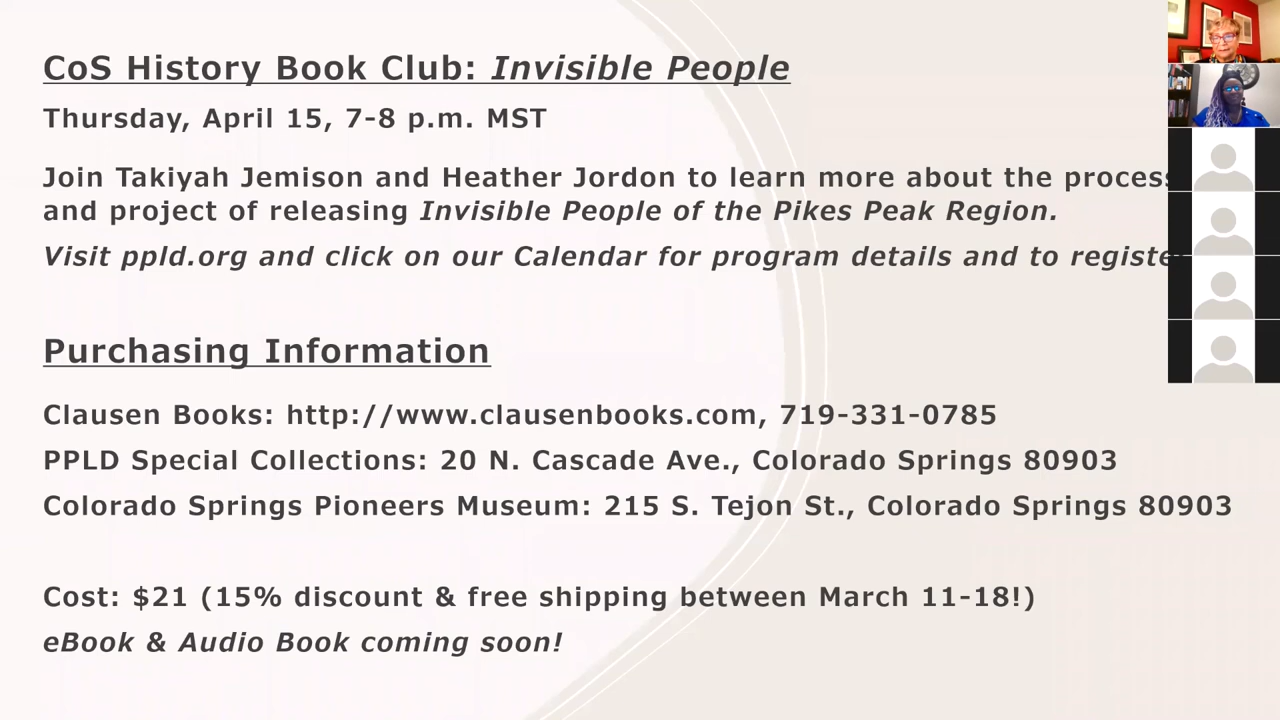 CoS History Book Club: Invisible People
Thursday, April 15, 7-8 p.m. MST
Join Takiyah Jemison and Heather Jordon to learn more about the process
and project of releasing Invisible People of the Pikes Peak Region.
Visit ppld.org and click on our Calendar for program details and to register
Purchasing Information
Clausen Books: http://www.clausenbooks.com, 719-331-0785
PPLD Special Collections: 20 N. Cascade Ave., Colorado Springs 80903
Colorado Springs Pioneers Museum: 215 S. Tejon St., Colorado Springs 80903
Cost: $21 (15% discount & free shipping between March 11-18!)
eBook & Audio Book coming soon!